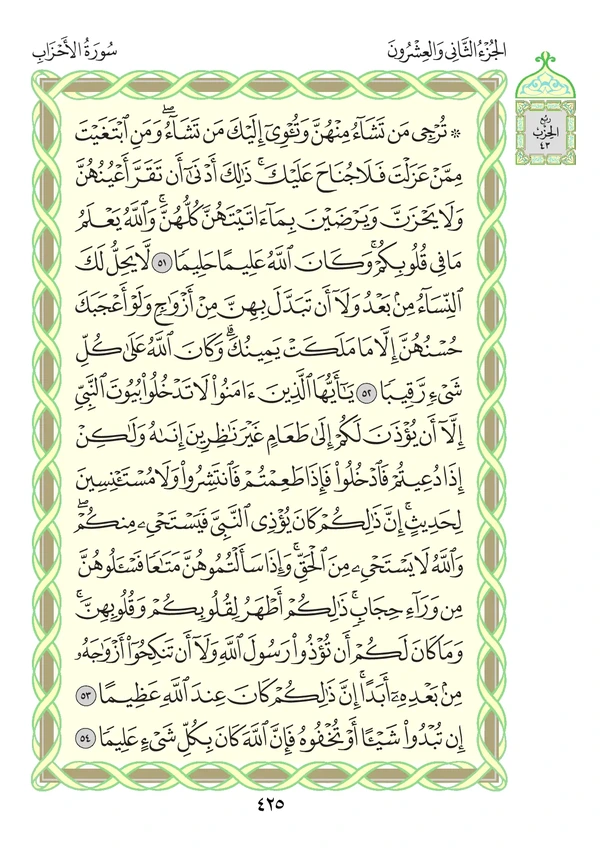 الجُزْءُ الثَّانِي وَالعِشْرُونَ
سُورَةُ الأَحْزَابِ
رُبْع
الحِزْبِ
٤٣
۞ تُرْجِي مَن تَشَآءُ مِنْهُنَّ وَتُـْٔوِيٓ إِلَيْكَ مَن تَشَآءُۖ وَمَنِ ٱبْتَغَيْتَ
مِمَّنْ عَزَلْتَ فَلَا جُنَاحَ عَلَيْكَۚ ذَٰلِكَ أَدْنَىٰٓ أَن تَقَرَّ أَعْيُنُهُنَّ
وَلَا يَحْزَنَّ وَيَرْضَيْنَ بِمَآ ءَاتَيْتَهُنَّ كُلُّهُنَّۚ وَٱللَّهُ يَعْلَمُ
مَا فِي قُلُوبِكُمْۚ وَكَانَ ٱللَّهُ عَلِيمًا حَلِيمًا ٥١ لَّا يَحِلُّ لَكَ
ٱلنِّسَآءُ مِنۢ بَعْدُ وَلَآ أَن تَبَدَّلَ بِهِنَّ مِنْ أَزْوَٰجٍ وَلَوْ أَعْجَبَكَ
حُسْنُهُنَّ إِلَّا مَا مَلَكَتْ يَمِينُكَۗ وَكَانَ ٱللَّهُ عَلَىٰ كُلِّ
شَيْءٍ رَّقِيبًا ٥٢ يَـٰٓأَيُّهَا ٱلَّذِينَ ءَامَنُوا۟ لَا تَدْخُلُوا۟ بُيُوتَ ٱلنَّبِيِّ
إِلَّآ أَن يُؤْذَنَ لَكُمْ إِلَىٰ طَعَامٍ غَيْرَ نَـٰظِرِينَ إِنَىٰهُ وَلَـٰكِنْ
إِذَا دُعِيتُمْ فَٱدْخُلُوا۟ فَإِذَا طَعِمْتُمْ فَٱنتَشِرُوا۟ وَلَا مُسْتَـْٔنِسِينَ
لِحَدِيثٍۚ إِنَّ ذَٰلِكُمْ كَانَ يُؤْذِي ٱلنَّبِيَّ فَيَسْتَحْيِۦ مِنكُمْۖ
وَٱللَّهُ لَا يَسْتَحْيِۦ مِنَ ٱلْحَقِّۚ وَإِذَا سَأَلْتُمُوهُنَّ مَتَـٰعًا فَسْـَٔلُوهُنَّ
مِن وَرَآءِ حِجَابٍۚ ذَٰلِكُمْ أَطْهَرُ لِقُلُوبِكُمْ وَقُلُوبِهِنَّۚ
وَمَا كَانَ لَكُمْ أَن تُؤْذُوا۟ رَسُولَ ٱللَّهِ وَلَآ أَن تَنكِحُوٓا۟ أَزْوَٰجَهُۥ
مِنۢ بَعْدِهِۦٓ أَبَدًاۚ إِنَّ ذَٰلِكُمْ كَانَ عِندَ ٱللَّهِ عَظِيمًا ٥٣
إِن تُبْدُوا۟ شَيْـًٔا أَوْ تُخْفُوهُ فَإِنَّ ٱللَّهَ كَانَ بِكُلِّ شَيْءٍ عَلِيمًا ٥٤
٤٢٥